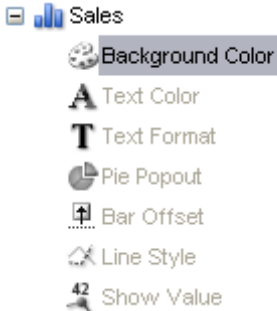 Sales
Background Color
Text Color
Text Format
Pie Popout
Bar Offset
Line Style
42
Show Value